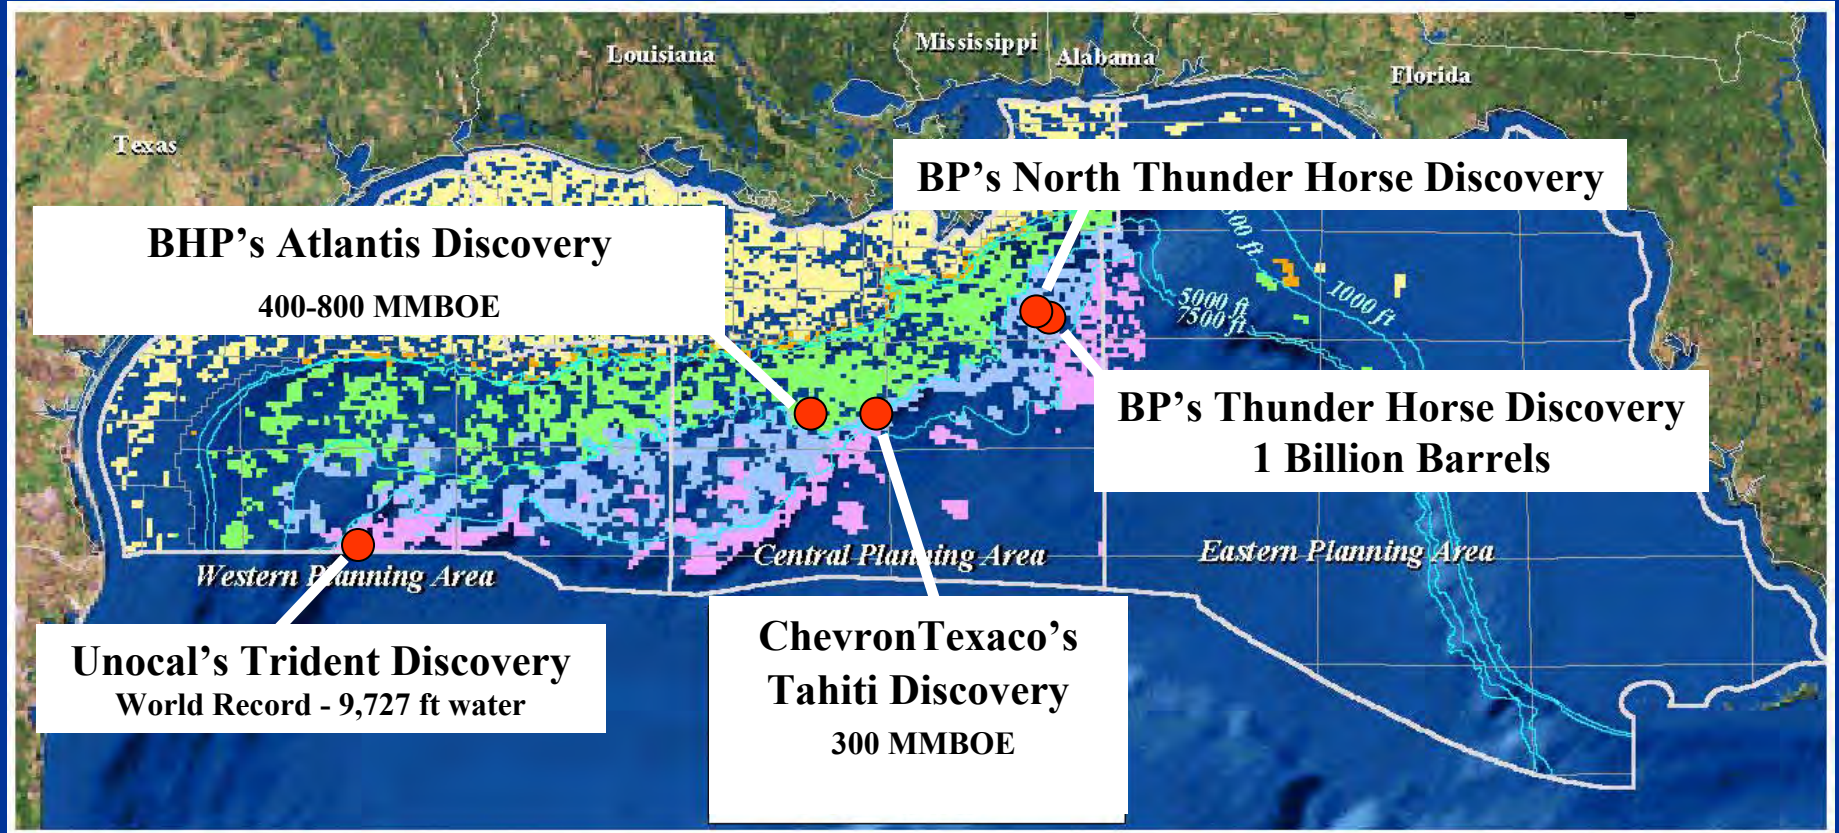 Louisiana
Mississippi
Alabama
Florida
Texas
BP's North Thunder Horse Discovery
BHP's Atlantis Discovery
400-800 MMBOE
1000 ft
5000 ft
7500 ft
BP's Thunder Horse Discovery
1 Billion Barrels
Western Planning Area
Central Planning Area
Eastern Planning Area
Unocal's Trident Discovery
World Record - 9,727 ft water
ChevronTexaco's
Tahiti Discovery
300 MMBOE